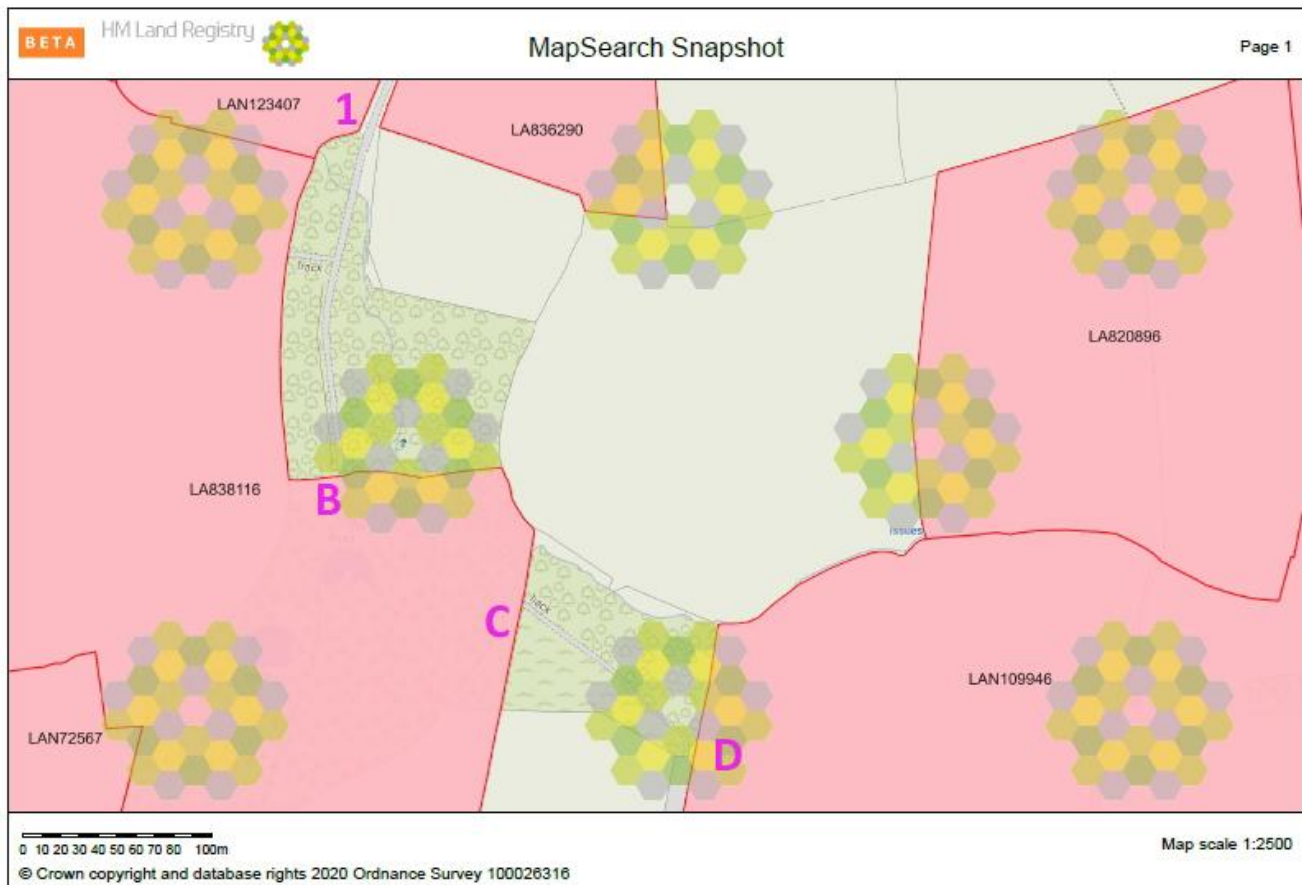 BETA
HM Land Registry
MapSearch Snapshot
Page 1
LAN123407
1
LA836290
track
LA820896
?
LA838116
B
issues
track
C
LAN109946
LAN72567
D
0 10 20 30 40 50 60 70 80 100m
Map scale 1:2500
© Crown copyright and database rights 2020 Ordnance Survey 100026316